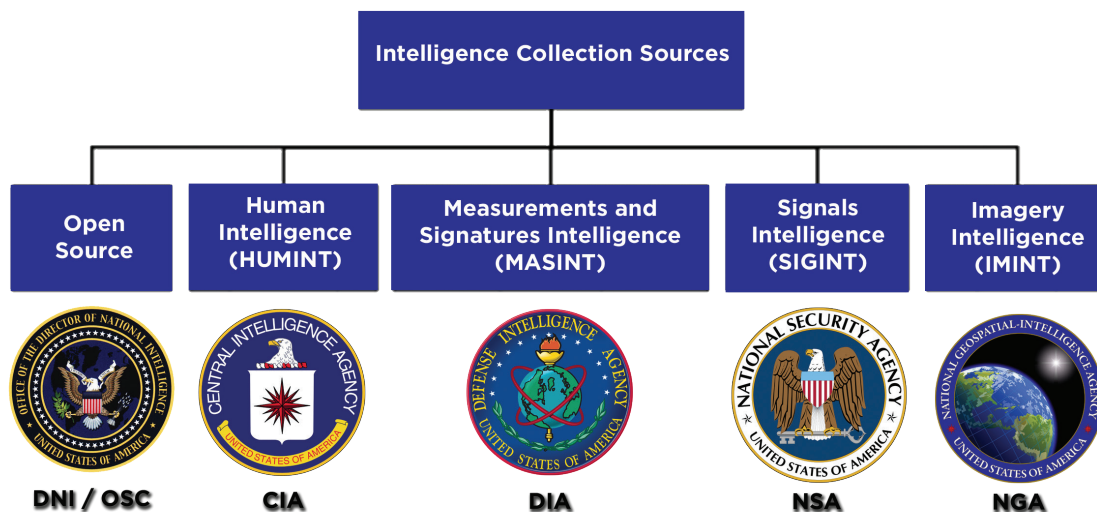 Intelligence Collection Sources
Open
Source
Human
Intelligence
(HUMINT)
Measurements and
Signatures Intelligence
(MASINT)
Signals
Intelligence
(SIGINT)
Imagery
Intelligence
(IMINT)
OFFICE OF THE DIRECTOR OF NATIONAL INTELLIGENCE
UNITED STATES OF AMERICA
CENTRAL INTELLIGENCE AGENCY
UNITED STATES OF AMERICA
DEFENSE INTELLIGENCE AGENCY
UNITED STATES OF AMERICA
NATIONAL SECURITY AGENCY
UNITED STATES OF AMERICA
NATIONAL GEOSPATIAL-INTELLIGENCE AGENCY
UNITED STATES OF AMERICA
DNI / OSC
CIA
DIA
NSA
NGA